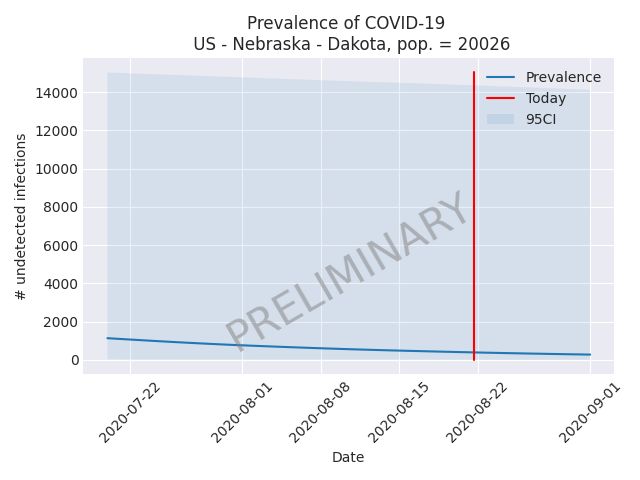 Prevalence of COVID-19
US - Nebraska - Dakota, pop. = 20026
Prevalence
Today
95CI
14000
12000
10000
8000
6000
4000
2000
0
# undetected infections
PRELIMINARY
2020-07-22
2020-08-01
2020-08-08
2020-08-15
2020-08-22
2020-09-01
Date